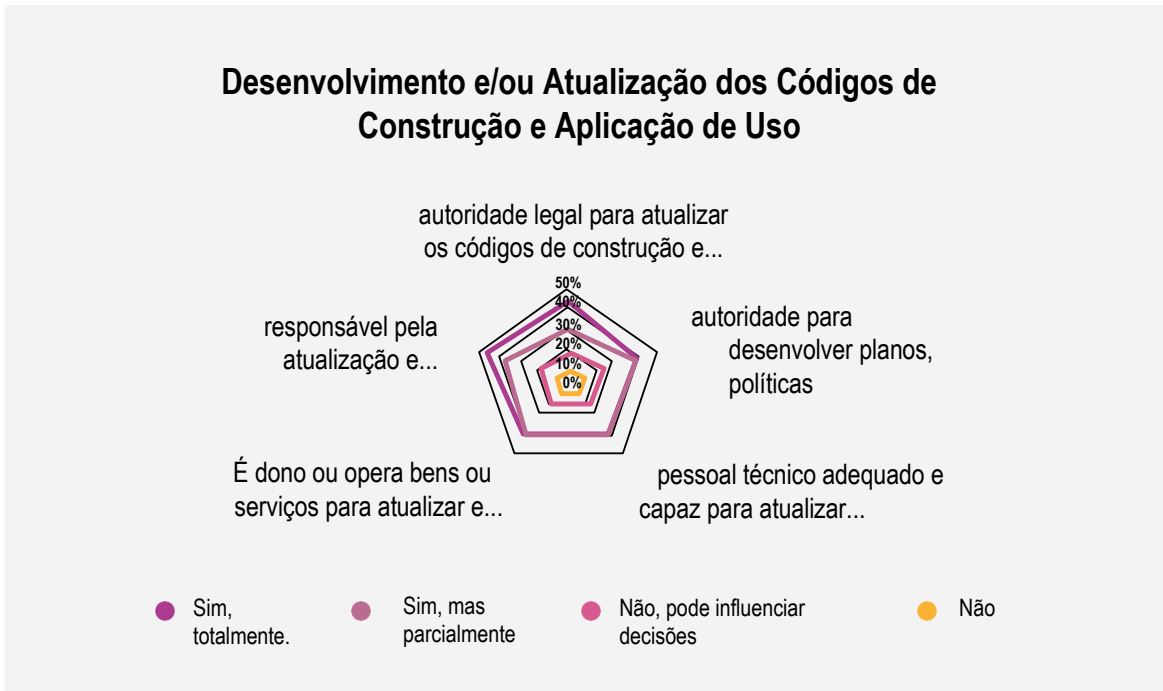 Desenvolvimento e/ou Atualização dos Códigos de
Construção e Aplicação de Uso
autoridade legal para atualizar
os códigos de construção e...
50%
40%
30%
20%
10%
0%
autoridade para
desenvolver planos,
políticas
pessoal técnico adequado e
capaz para atualizar...
É dono ou opera bens ou
serviços para atualizar e...
responsável pela
atualização e...
Sim,
totalmente.
Sim, mas
parcialmente
Não, pode influenciar
decisões
Não